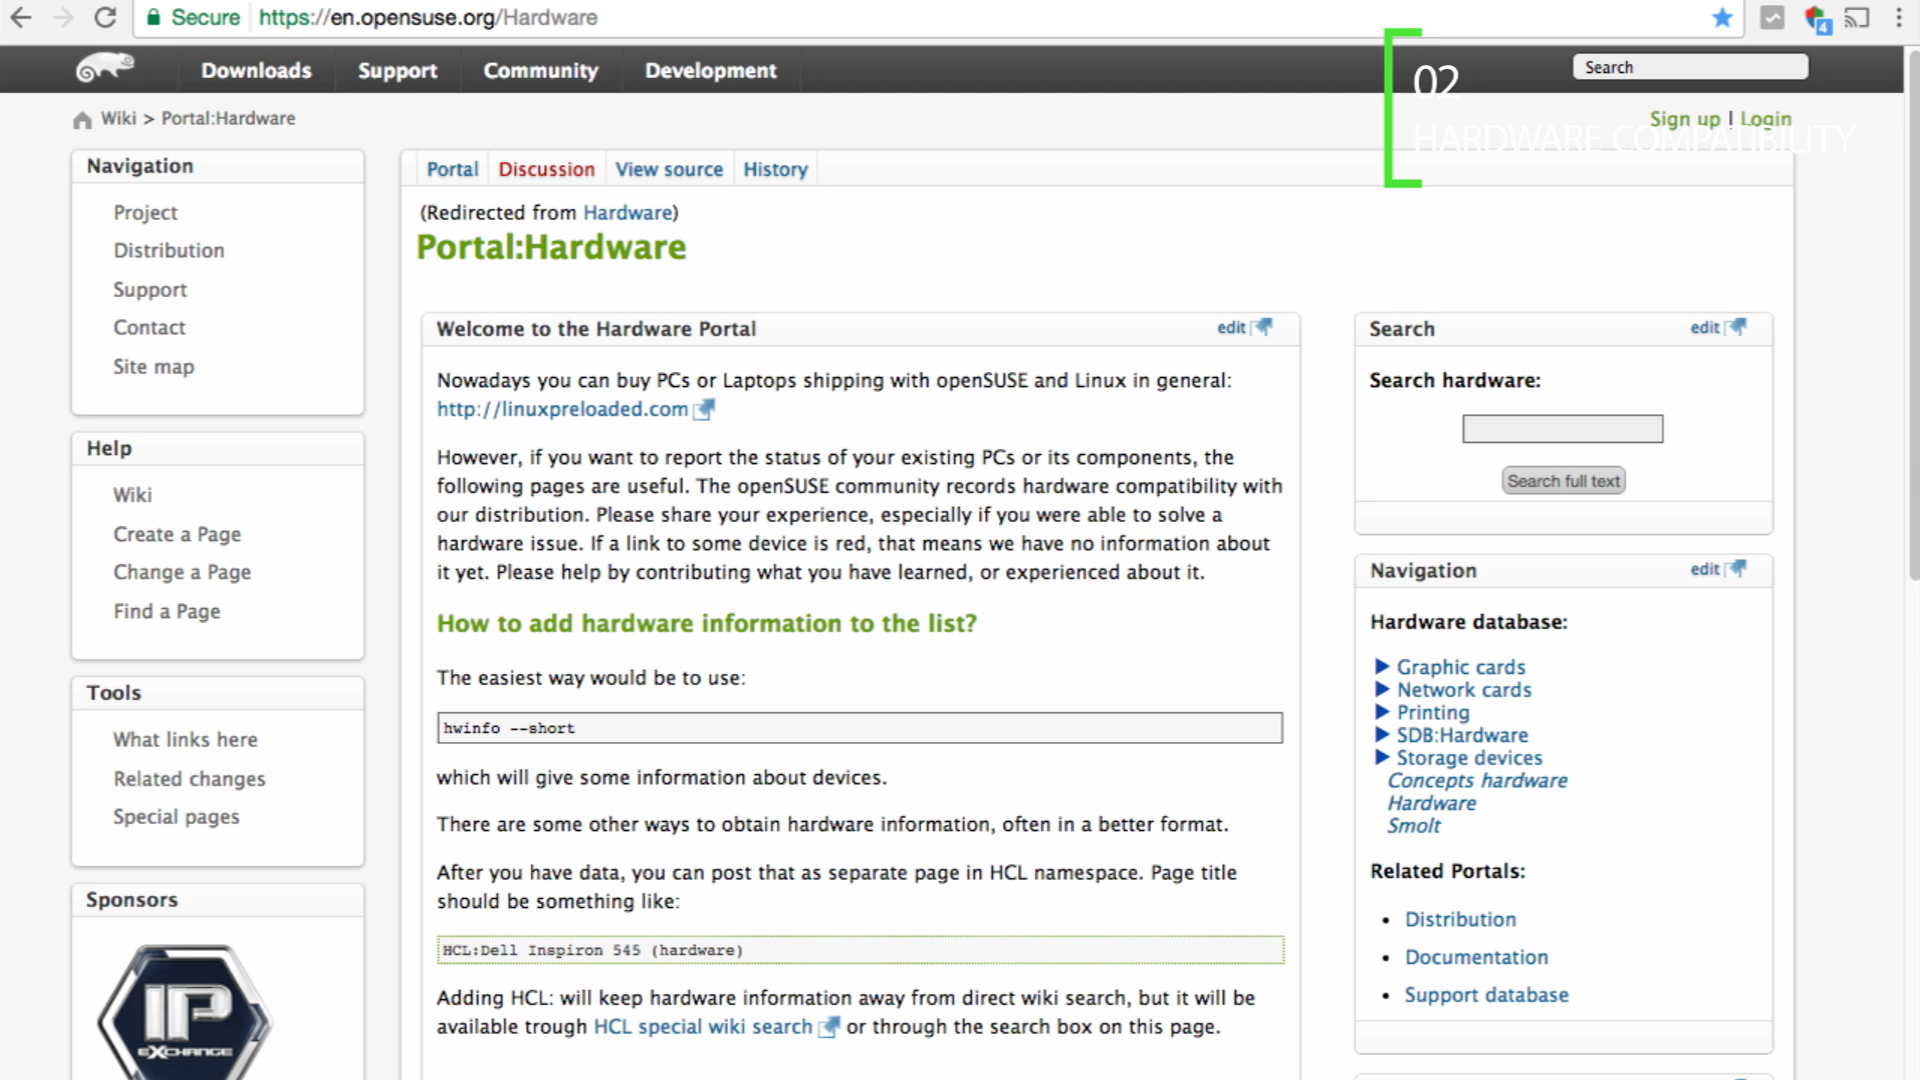 Secure
https://en.opensuse.org/Hardware
4
Downloads Support Community Development
Search
02
HARDWARE COMPATIBILITY
Wiki > Portal:Hardware
Sign up | Login
Navigation
Project
Distribution
Support
Contact
Site map
Help
Wiki
Create a Page
Change a Page
Find a Page
Tools
What links here
Related changes
Special pages
Sponsors
IP
eXCHANGE
Portal Discussion View source History
(Redirected from Hardware)
Portal:Hardware
Welcome to the Hardware Portal edit
Nowadays you can buy PCs or Laptops shipping with openSUSE and Linux in general:
http://linuxpreloaded.com
However, if you want to report the status of your existing PCs or its components, the
following pages are useful. The openSUSE community records hardware compatibility with
our distribution. Please share your experience, especially if you were able to solve a
hardware issue. If a link to some device is red, that means we have no information about
it yet. Please help by contributing what you have learned, or experienced about it.
How to add hardware information to the list?
The easiest way would be to use:
hwinfo --short
which will give some information about devices.
There are some other ways to obtain hardware information, often in a better format.
After you have data, you can post that as separate page in HCL namespace. Page title
should be something like:
HCL:Dell Inspiron 545 (hardware)
Adding HCL: will keep hardware information away from direct wiki search, but it will be
available trough HCL special wiki search or through the search box on this page.
Search edit
Search hardware:
Search full text
Navigation edit
Hardware database:
Graphic cards
Network cards
Printing
SDB:Hardware
Storage devices
Concepts hardware
Hardware
Smolt
Related Portals:
• Distribution
• Documentation
• Support database